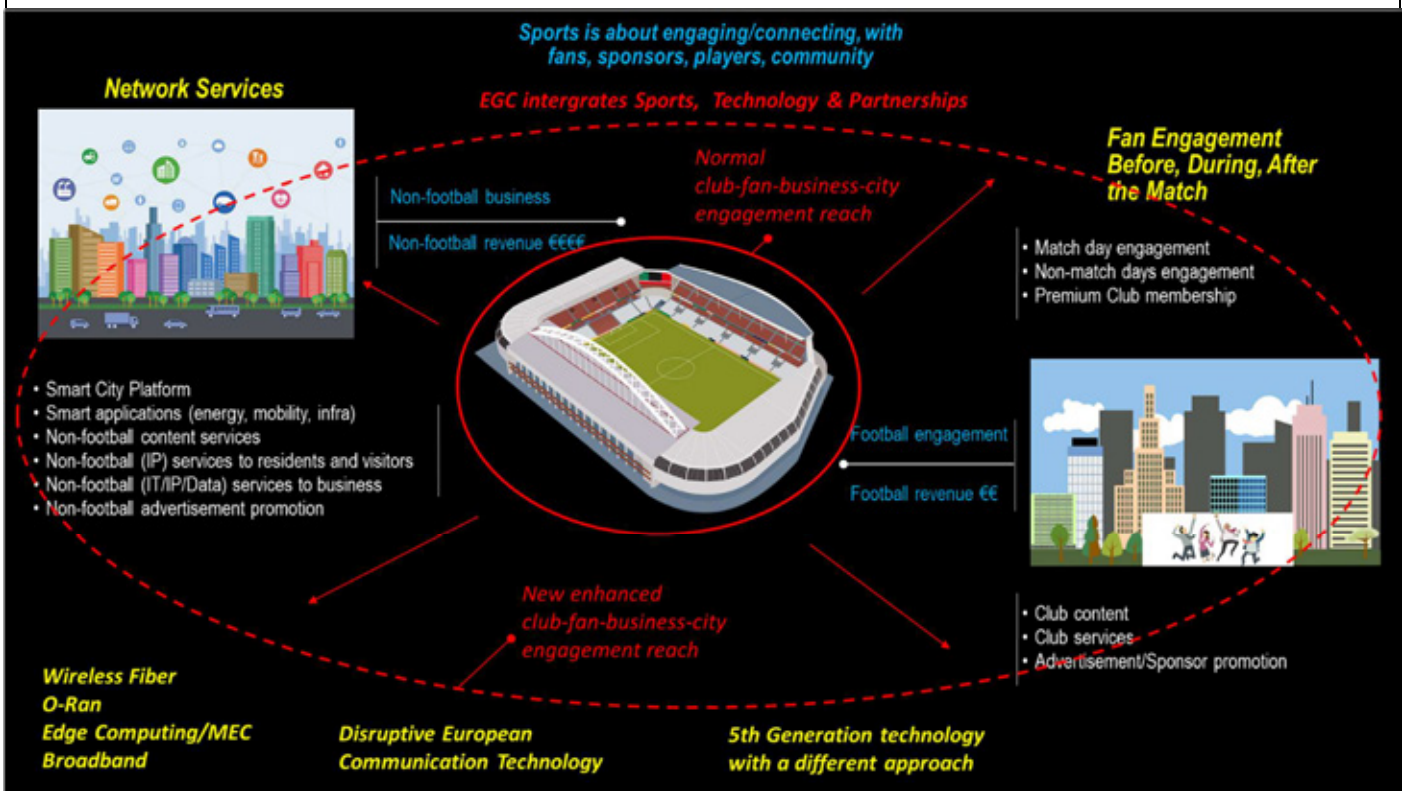 Sports is about engaging/connecting, with
fans, sponsors, players, community
Network Services
EGC intergrates Sports, Technology & Partnerships
Normal
club-fan-business-city
engagement reach
Fan Engagement
Before, During, After
the Match
Non-football business
Non-football revenue €€€€
• Match day engagement
• Non-match days engagement
• Premium Club membership
• Smart City Platform
• Smart applications (energy, mobility, infra)
• Non-football content services
• Non-football (IP) services to residents and visitors
• Non-football (IT/IP/Data) services to business
• Non-football advertisement promotion
Football engagement
Football revenue €€
New enhanced
club-fan-business-city
engagement reach
• Club content
• Club services
• Advertisement/Sponsor promotion
Wireless Fiber
O-Ran
Edge Computing/MEC
Broadband
Disruptive European
Communication Technology
5th Generation technology
with a different approach